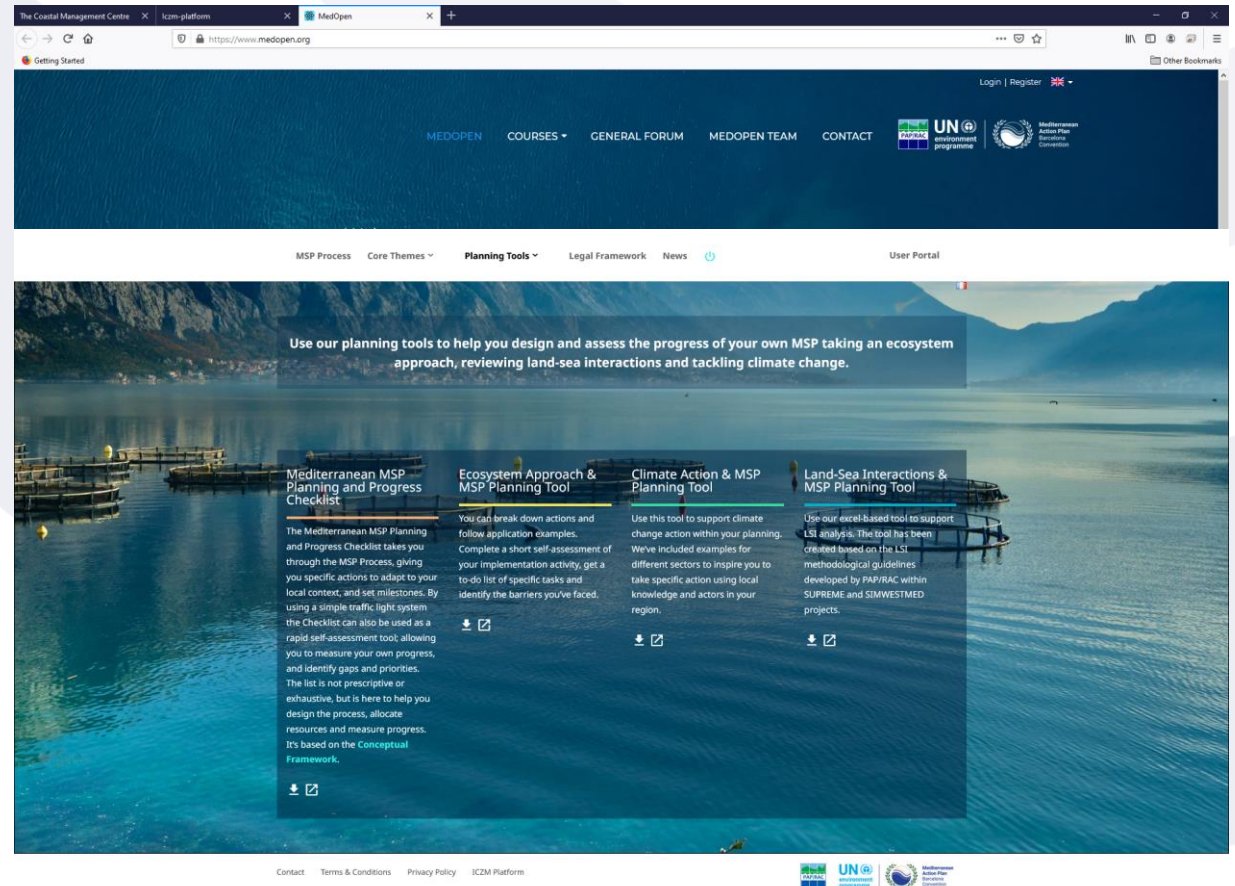 The Coastal Management Centre
Iczm-platform
MedOpen
https://www.medopen.org
Getting Started
Other Bookmarks
Login | Register
MEDOPEN COURSES GENERAL FORUM MEDOPEN TEAM CONTACT
PAP/RAC
UN
environment
programme
Mediterranean
Action Plan
Barcelona
Convention
MSP Process Core Themes Planning Tools Legal Framework News User Portal
Use our planning tools to help you design and assess the progress of your own MSP taking an ecosystem
approach, reviewing land-sea interactions and tackling climate change.
Mediterranean MSP
Planning and Progress
Checklist
The Mediterranean MSP Planning
and Progress Checklist takes you
through the MSP Process, giving
you specific actions to adapt to your
local context, and set milestones. By
using a simple traffic light system
the Checklist can also be used as a
rapid self-assessment tool; allowing
you to measure your own progress,
and identify gaps and priorities.
The list is not prescriptive or
exhaustive, but is here to help you
design the process, allocate
resources and measure progress.
It's based on the Conceptual
Framework.
Ecosystem Approach &
MSP Planning Tool
You can break down actions and
follow application examples.
Complete a short self-assessment of
your implementation activity, get a
to-do list of specific tasks and
identify the barriers you've faced.
Climate Action & MSP
Planning Tool
Use this tool to support climate
change action within your planning.
We've included examples for
different sectors to inspire you to
take specific action using local
knowledge and actors in your
region.
Land-Sea Interactions &
MSP Planning Tool
Use our excel-based tool to support
LSI analysis. The tool has been
created based on the LSI
methodological guidelines
developed by PAP/RAC within
SUPREME and SIMWESTMED
projects.
Contact Terms & Conditions Privacy Policy ICZM Platform
PAP/RAC
UN
environment
programme
Mediterranean
Action Plan
Barcelona
Convention